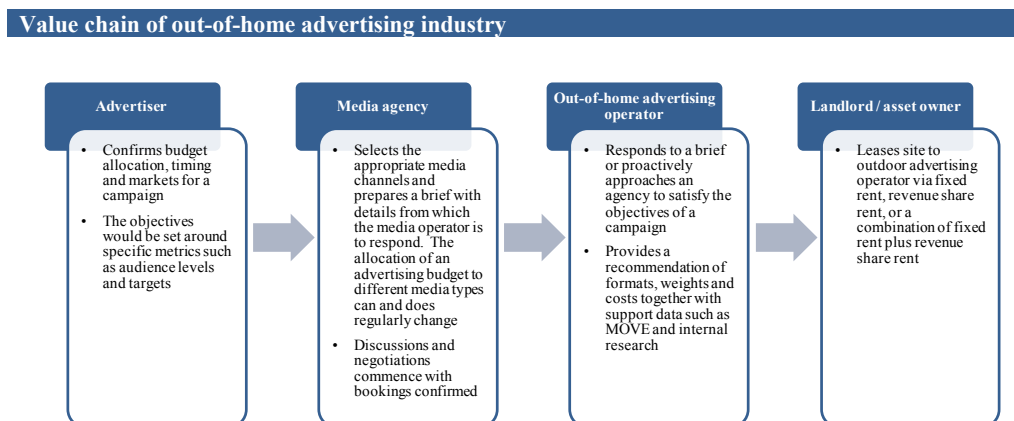 Value chain of out-of-home advertising industry
Advertiser
• Confirms budget
allocation, timing
and markets for a
campaign
• The objectives
would be set around
specific metrics such
as audience levels
and targets
Media agency
• Selects the
appropriate media
channels and
prepares a brief with
details from which
the media operator is
to respond. The
allocation of an
advertising budget to
different media types
can and does
regularly change
• Discussions and
negotiations
commence with
bookings confirmed
Out-of-home advertising
operator
• Responds to a brief
or proactively
approaches an
agency to satisfy the
objectives of a
campaign
• Provides a
recommendation of
formats, weights and
costs together with
support data such as
MOVE and internal
research
Landlord / asset owner
• Leases site to
outdoor advertising
operator via fixed
rent, revenue share
rent, or a
combination of fixed
rent plus revenue
share rent